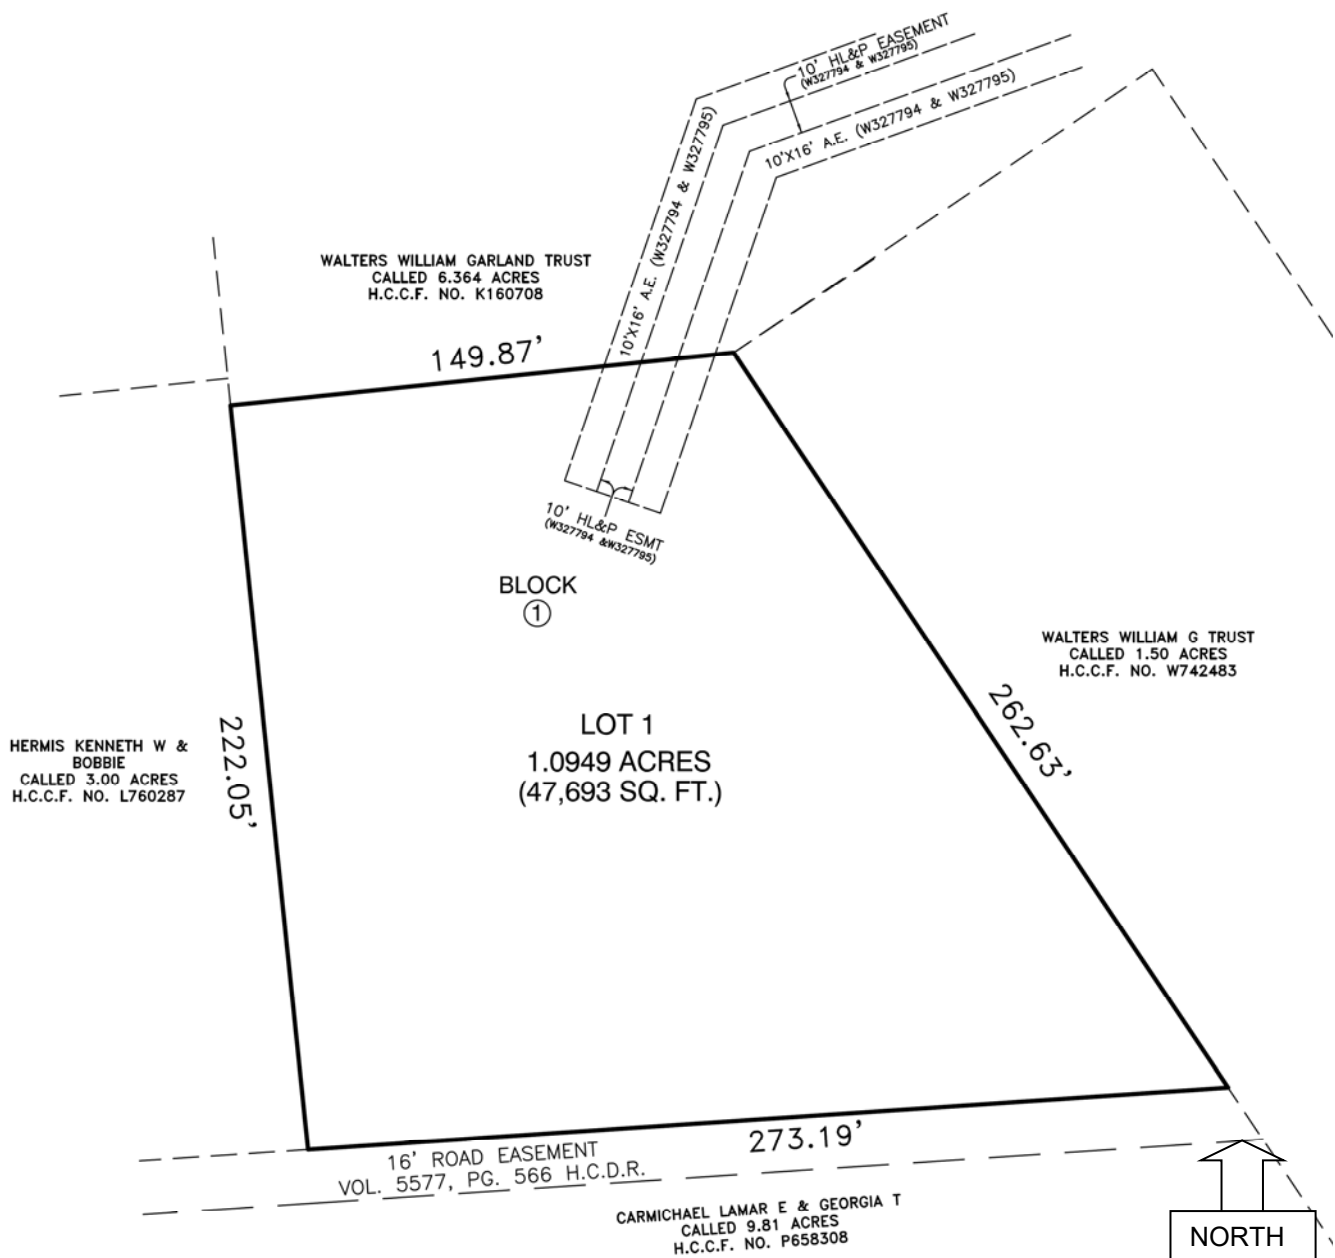 10' HL&P EASEMENT
(W327794 & W327795)
10'X16' A.E. (W327794 & W327795)
10'X16' A.E. (W327794 & W327795)
WALTERS WILLIAM GARLAND TRUST
CALLED 6.364 ACRES
H.C.C.F. NO. K160708
149.87'
10' HL&P ESMT
(W327794 &W327795)
BLOCK
1
WALTERS WILLIAM G TRUST
CALLED 1.50 ACRES
H.C.C.F. NO. W742483
262.63'
LOT 1
1.0949 ACRES
(47,693 SQ. FT.)
222.05'
HERMIS KENNETH W &
BOBBIE
CALLED 3.00 ACRES
H.C.C.F. NO. L760287
273.19'
16' ROAD EASEMENT
VOL. 5577, PG. 566 H.C.D.R.
CARMICHAEL LAMAR E & GEORGIA T
CALLED 9.81 ACRES
H.C.C.F. NO. P658308
NORTH